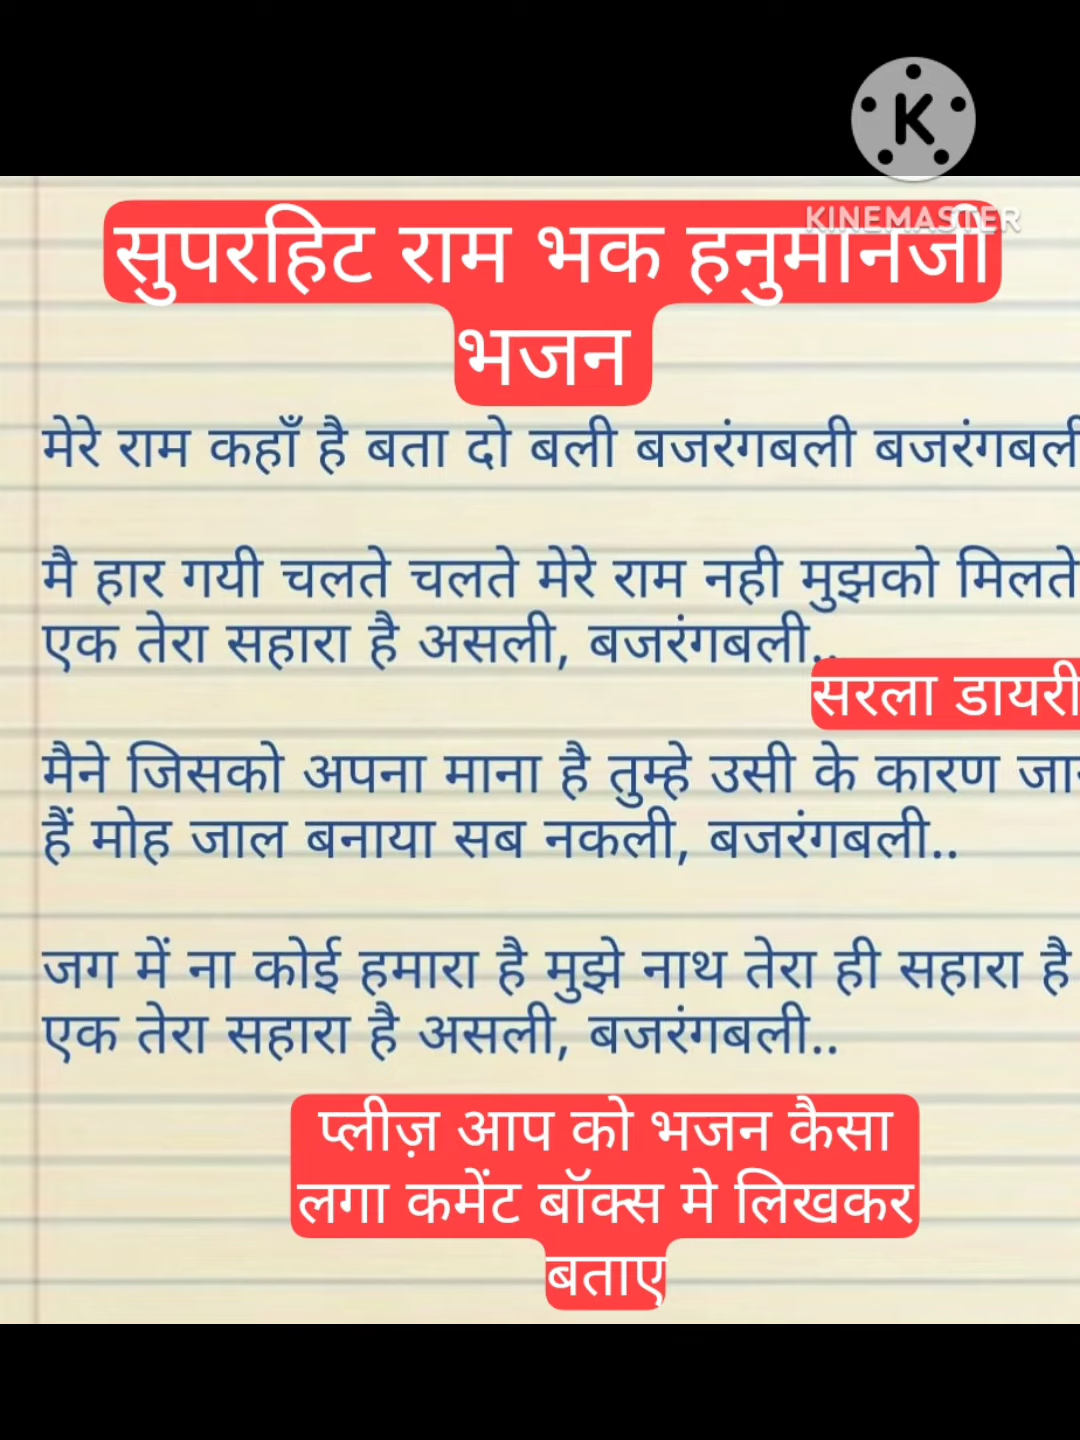 KINEMASTER
सुपरहिट राम भक हनुमानजी
भजन
मेरे राम कहाँ है बता दो बली बजरंगबली बजरंगबली
मै हार गयी चलते चलते मेरे राम नही मुझको मिलते
एक तेरा सहारा है असली, बजरंगबली..
सरला डायरी
मैने जिसको अपना माना है तुम्हे उसी के कारण
हैं मोह जाल बनाया सब नकली, बजरंगबली..
जग में ना कोई हमारा है मुझे नाथ तेरा ही सहारा है
एक तेरा सहारा है असली, बजरंगबली..
प्लीज़ आप को भजन कैसा
लगा कमेंट बॉक्स मे लिखकर
बताए